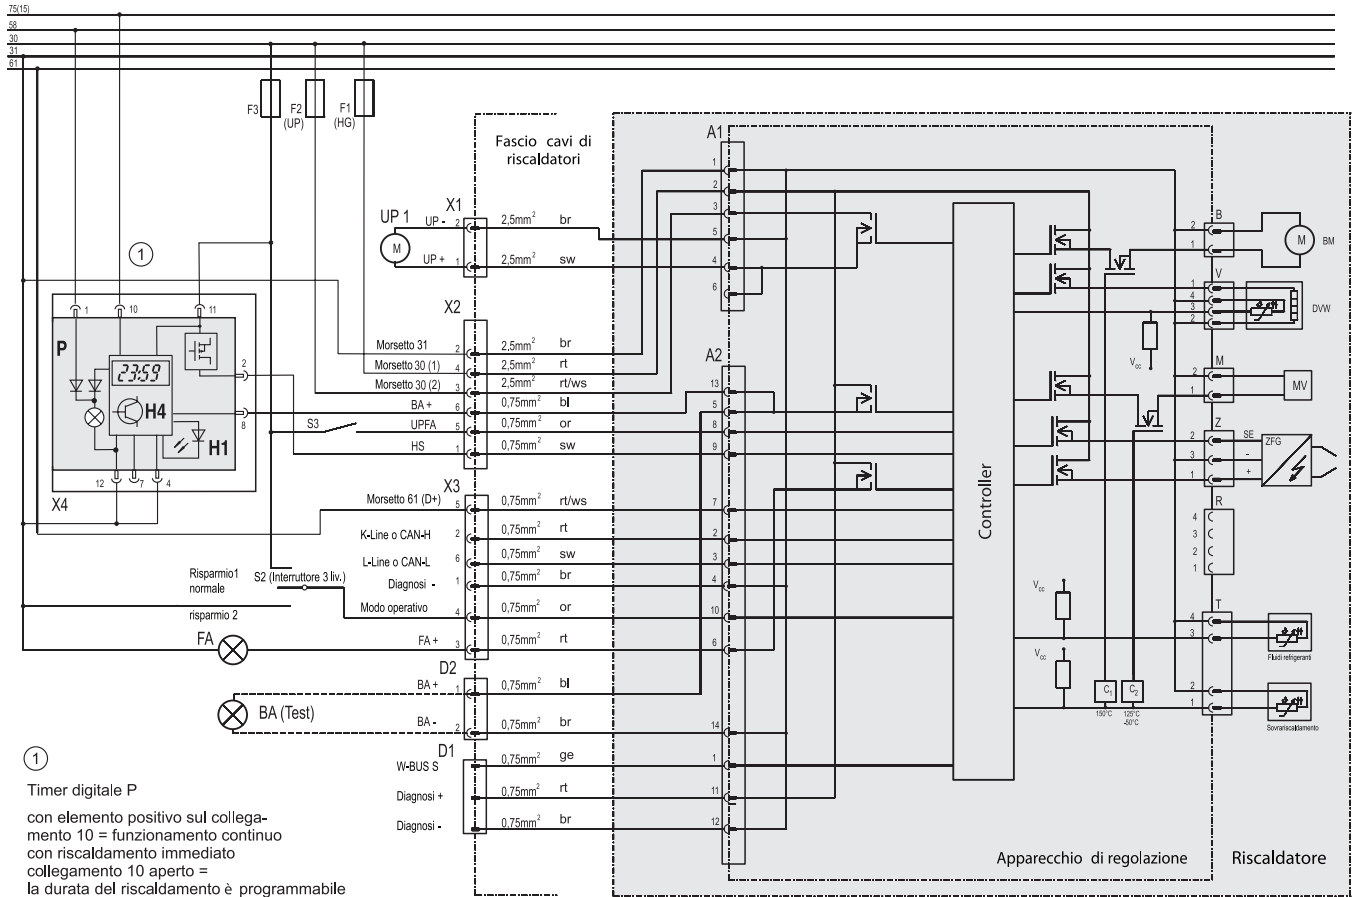 75(15)
58
30
31
61
F3
F2
(UP)
F1
(HG)
Fascio cavi di
riscaldatori
A1
1
2
3
5
4
6
X1
UP 1
UP - 2
2,5mm² br
M
UP + 1
2,5mm² sw
1
X2
Morsetto 31 2 2,5mm² br
Morsetto 30 (1) 4 2,5mm² rt
Morsetto 30 (2) 3 2,5mm² rt/ws
BA + 6 0,75mm² bl
S3 UPFA 5 0,75mm² or
HS 1 0,75mm² sw
A2
13
5
8
9
7
2
3
4
10
6
14
1
11
12
1 10 11
P
23:59
H4
H1
2
8
12 7 4
X4
X3
Morsetto 61 (D+) 5 0,75mm² rt/ws
K-Line o CAN-H 2 0,75mm² rt
L-Line o CAN-L 6 0,75mm² sw
Diagnosi - 1 0,75mm² br
Modo operativo 4 0,75mm² or
FA + 3 0,75mm² rt
Risparmio1
normale
S2 (Interruttore 3 liv.)
risparmio 2
FA
D2
BA + 1 0,75mm² bl
BA (Test)
BA - 2 0,75mm² br
D1
W-BUS S 0,75mm² ge
Diagnosi + 0,75mm² rt
Diagnosi - 0,75mm² br
Controller
Vcc
Vcc
Vcc
C1
150°C
C2
125°C
-50°C
B
2
1
M
BM
V
1
4
3
2
DVW
M
2
1
MV
Z
2 SE
3 -
1 +
ZFG
R
4
3
2
1
T
4
3
Fluidi refrigeranti
2
1
Sovrariscaldamento
Apparecchio di regolazione
Riscaldatore
1
Timer digitale P
con elemento positivo sul collega-
mento 10 = funzionamento continuo
con riscaldamento immediato
collegamento 10 aperto =
la durata del riscaldamento è programmabile